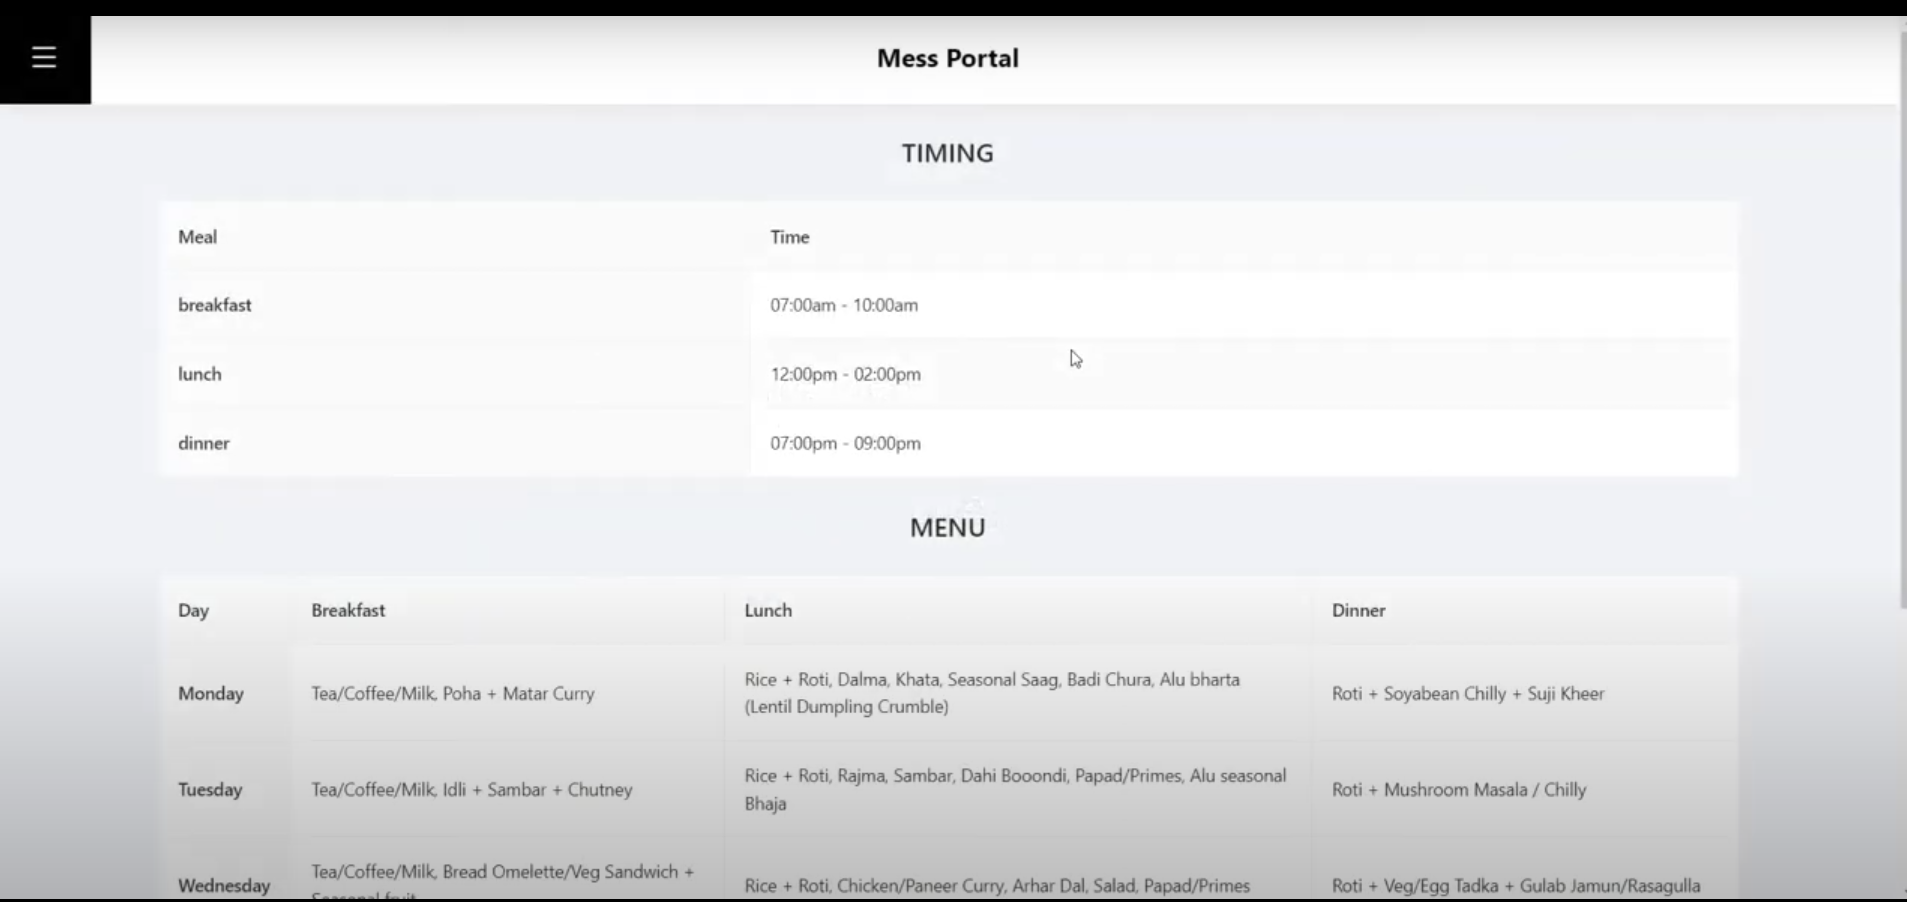 Mess Portal
TIMING
Meal Time
breakfast 07:00am - 10:00am
lunch 12:00pm - 02:00pm
dinner 07:00pm - 09:00pm
MENU
Day Breakfast Lunch Dinner
Monday Tea/Coffee/Milk, Poha + Matar Curry Rice + Roti, Dalma, Khata, Seasonal Saag, Badi Chura, Alu bharta
(Lentil Dumpling Crumble) Roti + Soyabean Chilly + Suji Kheer
Tuesday Tea/Coffee/Milk, Idli + Sambar + Chutney Rice + Roti, Rajma, Sambar, Dahi Booondi, Papad/Primes, Alu seasonal
Bhaja Roti + Mushroom Masala / Chilly
Wednesday Tea/Coffee/Milk, Bread Omelette/Veg Sandwich +
Seasonal fruit Rice + Roti, Chicken/Paneer Curry, Arhar Dal, Salad, Papad/Primes Roti + Veg/Egg Tadka + Gulab Jamun/Rasagulla